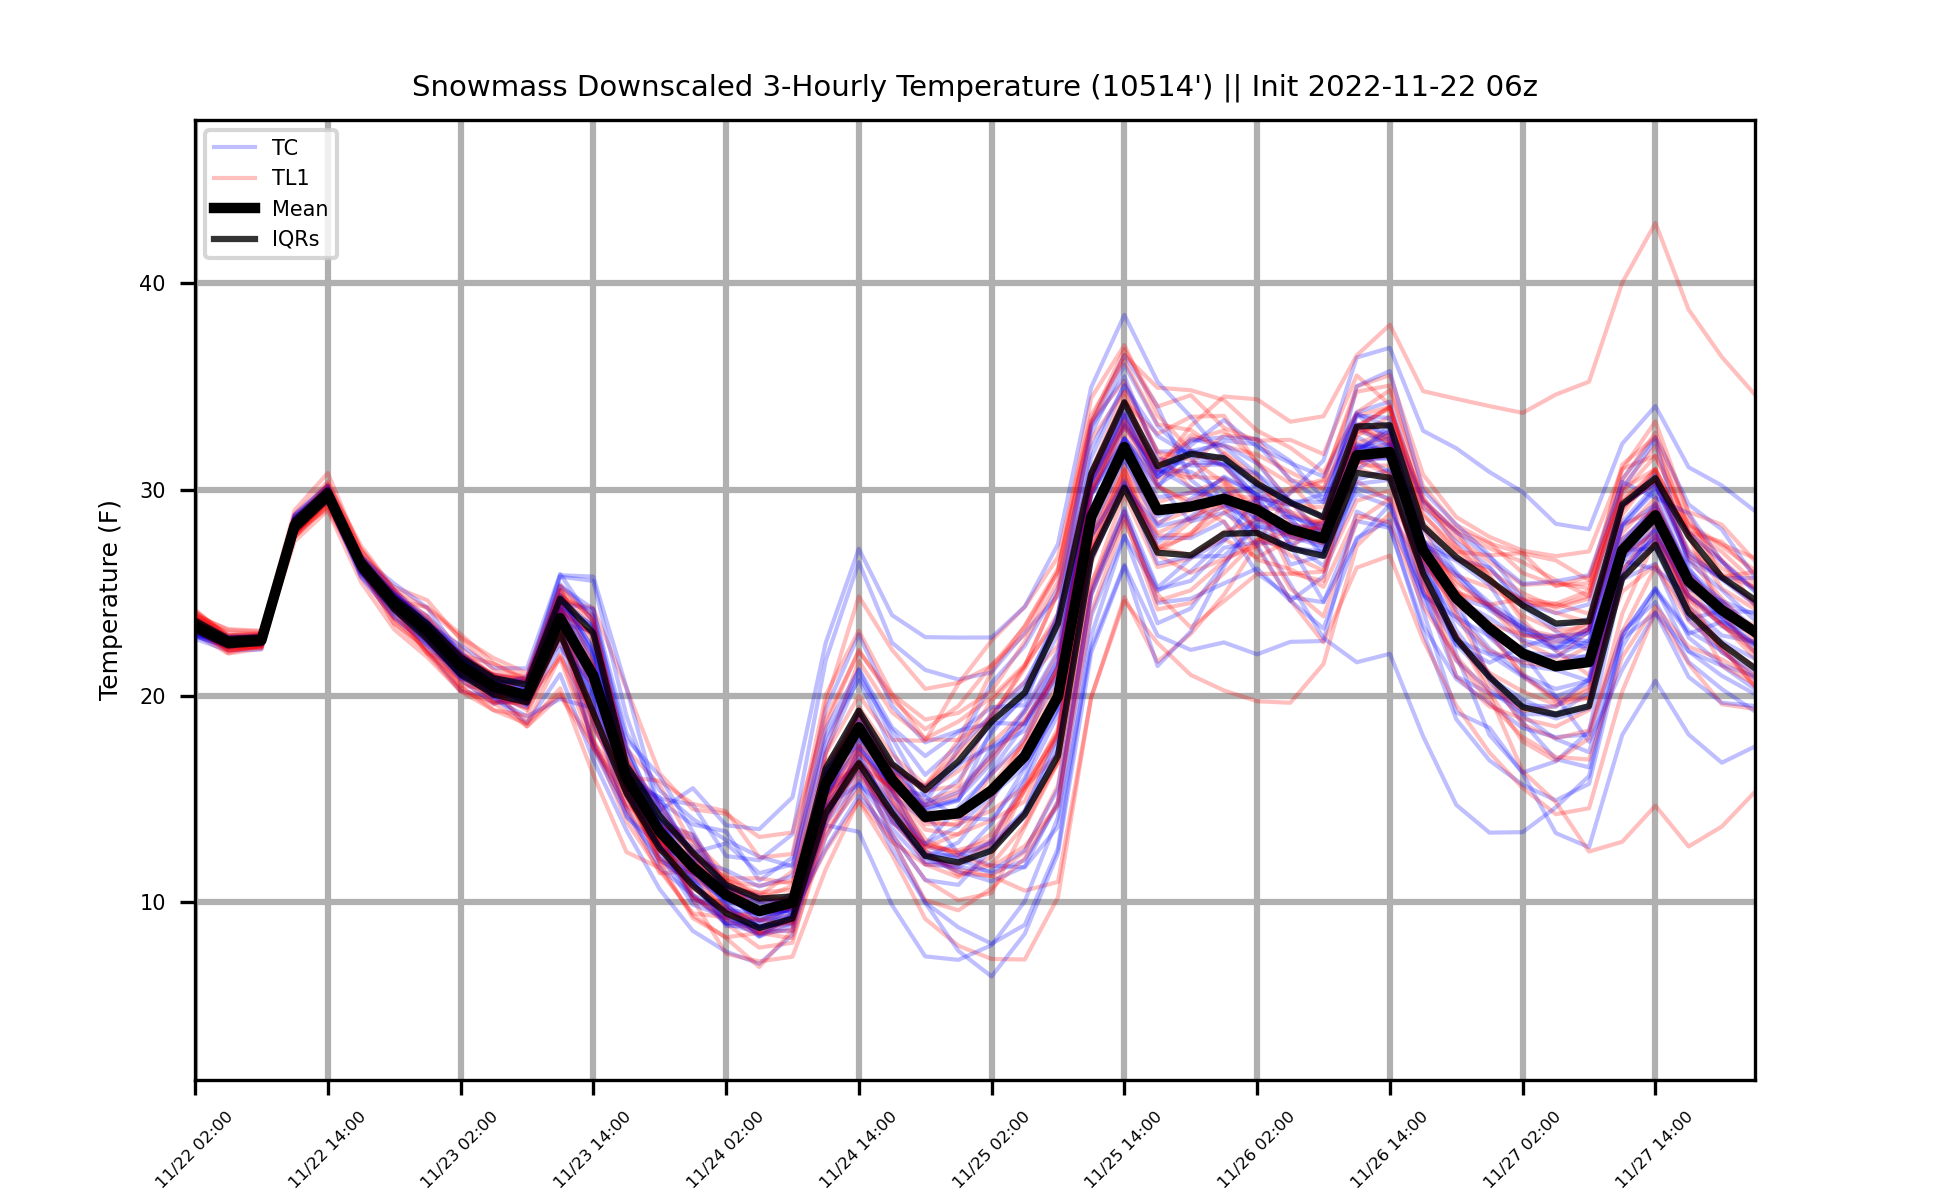 Snowmass Downscaled 3-Hourly Temperature (10514') || Init 2022-11-22 06z
TC
TL1
Mean
IQRs
Temperature (F)
40
30
20
10
11/22 02:00
11/22 14:00
11/23 02:00
11/23 14:00
11/24 02:00
11/24 14:00
11/25 02:00
11/25 14:00
11/26 02:00
11/26 14:00
11/27 02:00
11/27 14:00